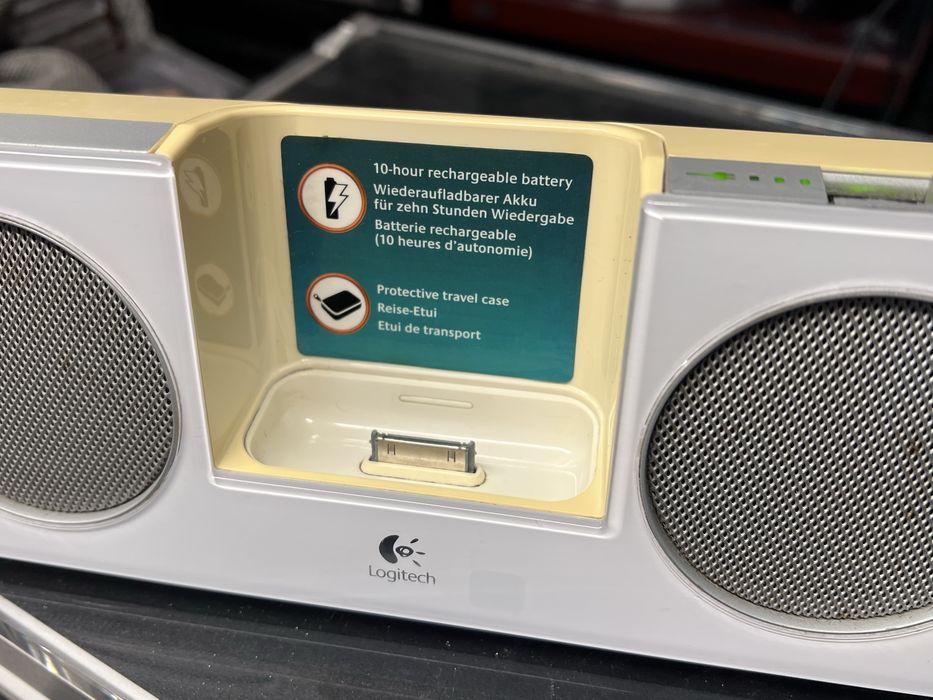 10-hour rechargeable battery
Wiederaufladbarer Akku
für zehn Stunden Wiedergabe
Batterie rechargeable
(10 heures d'autonomie)
Protective travel case
Reise-Etui
Etui de transport
Logitech